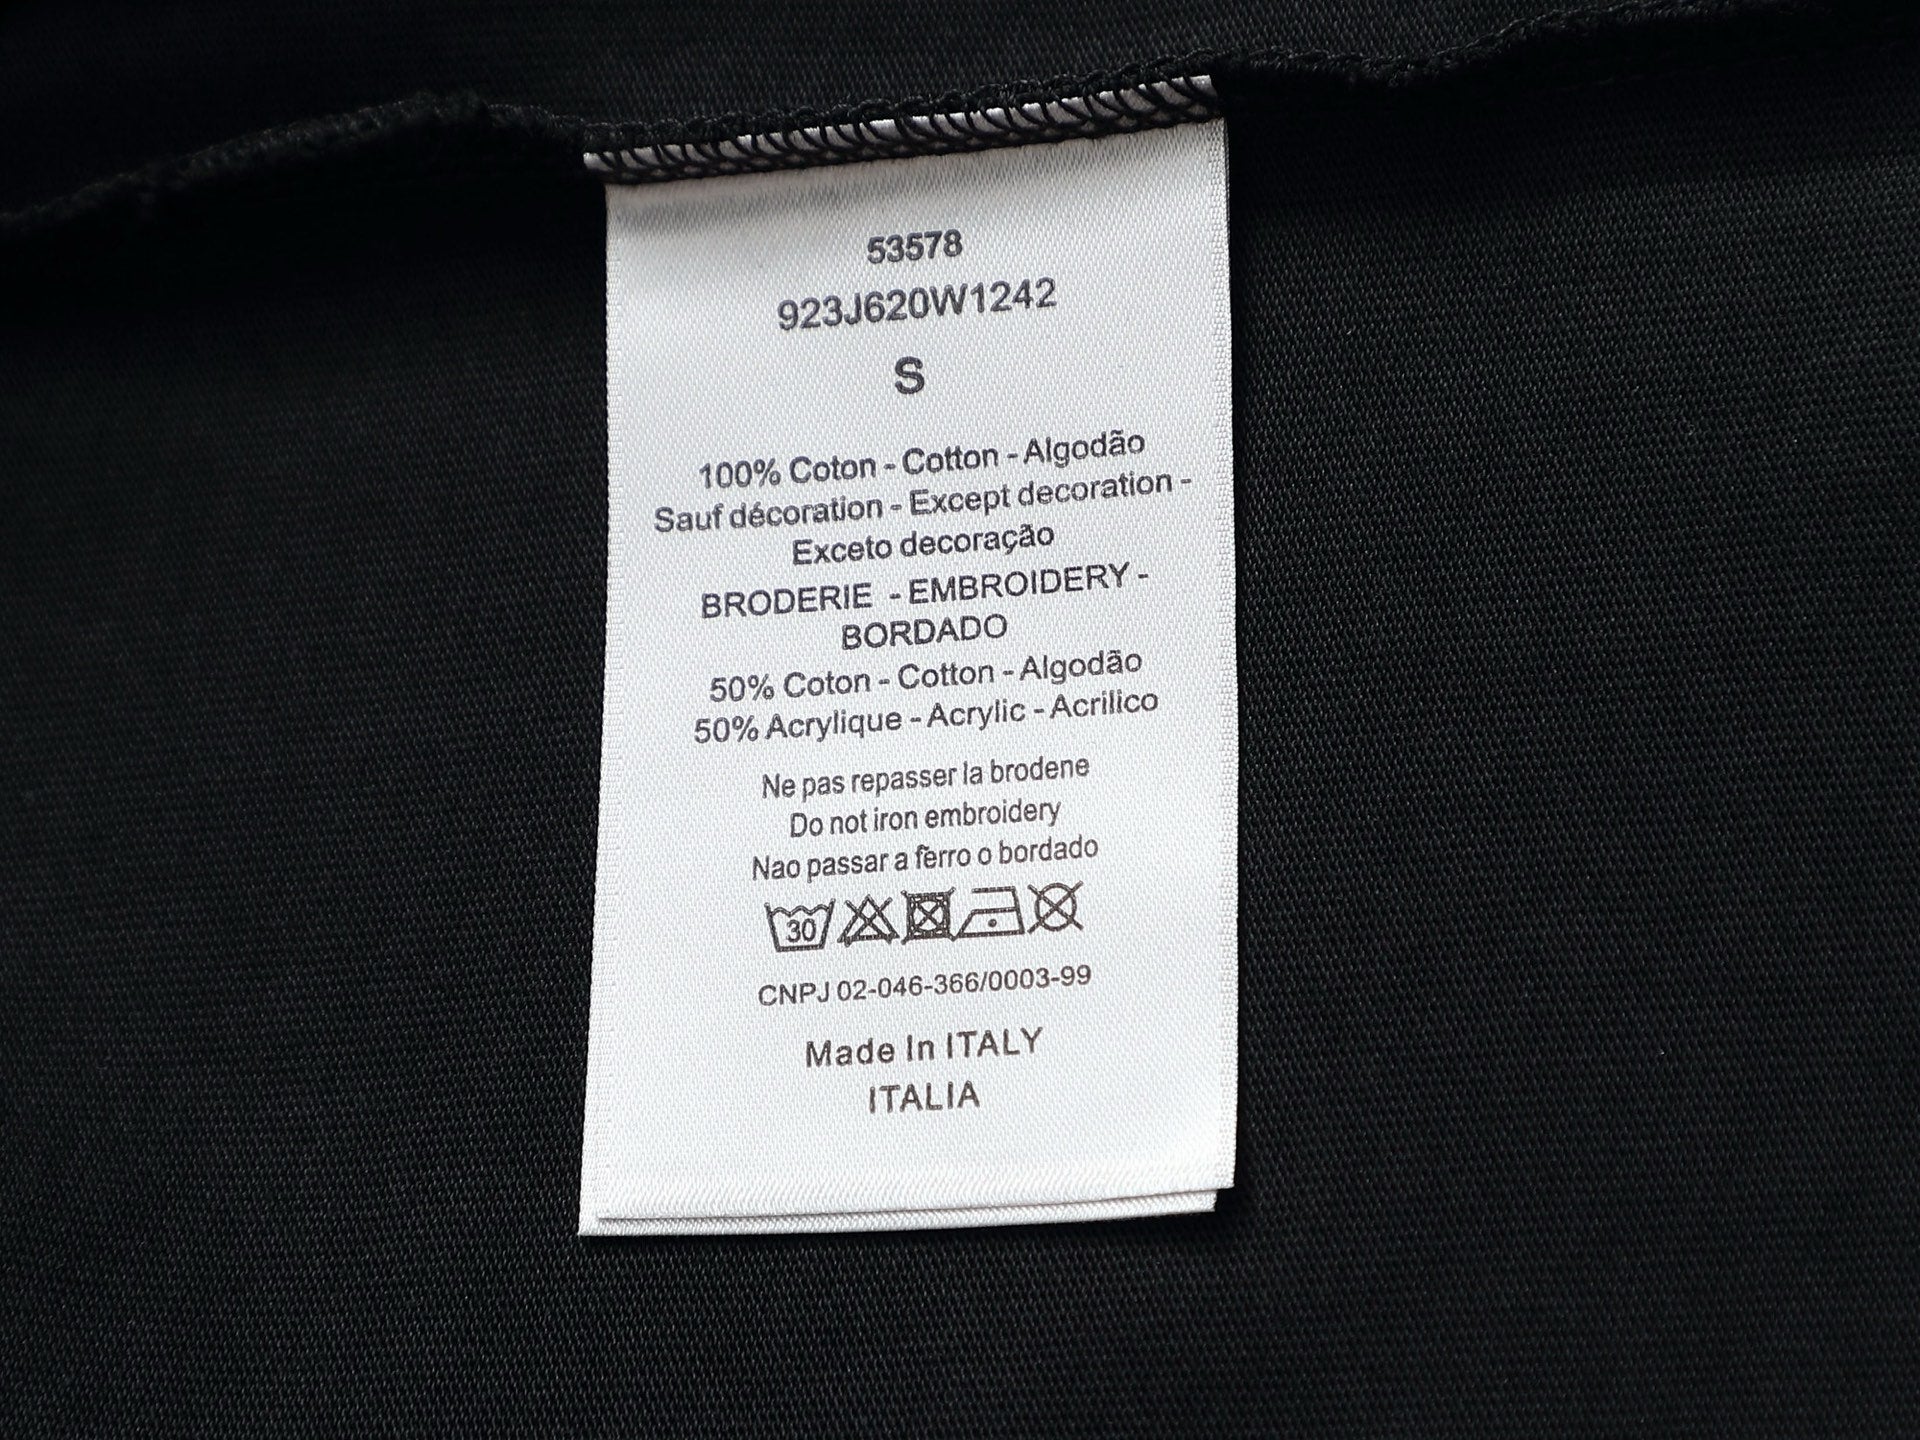 53578
923J620W1242
S
100% Coton - Cotton - Algodão
Sauf décoration - Except decoration -
Exceto decoração
BRODERIE - EMBROIDERY -
BORDADO
50% Coton - Cotton - Algodão
50% Acrylique - Acrylic - Acrilico
Ne pas repasser la brodene
Do not iron embroidery
Nao passar a ferro o bordado
30
CNPJ 02-046-366/0003-99
Made In ITALY
ITALIA